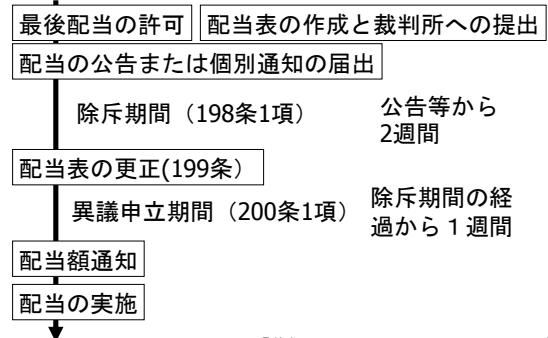 最後配当の許可 配当表の作成と裁判所への提出
配当の公告または個別通知の届出
除斥期間（198条1項） 公告等から
2週間
配当表の更正(199条）
異議申立期間（200条1項） 除斥期間の経
過から１週間
配当額通知
配当の実施